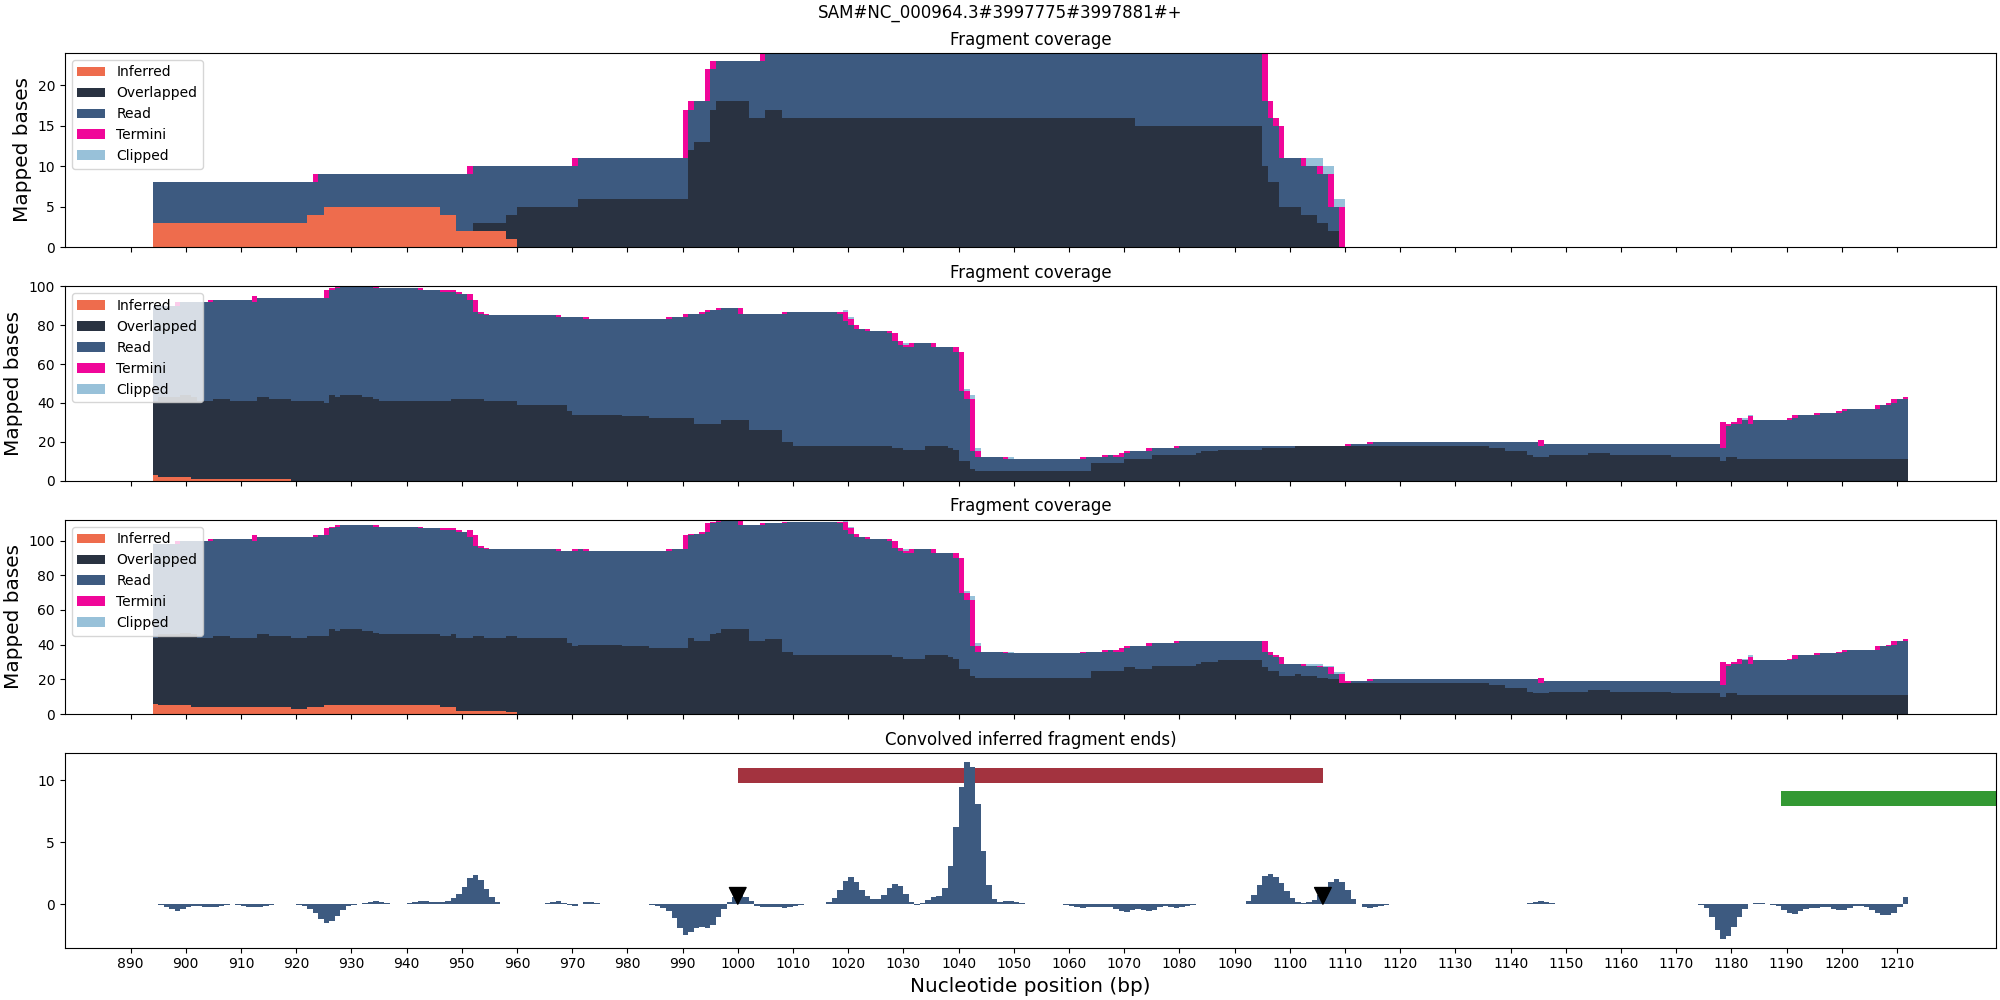 SAM#NC_000964.3#3997775#3997881#+
Fragment coverage
Mapped bases
20
15
10
5
0
Inferred
Overlapped
Read
Termini
Clipped
Fragment coverage
Mapped bases
100
80
60
40
20
0
Inferred
Overlapped
Read
Termini
Clipped
Fragment coverage
Mapped bases
100
80
60
40
20
0
Inferred
Overlapped
Read
Termini
Clipped
Convolved inferred fragment ends)
10
5
0
890 900 910 920 930 940 950 960 970 980 990 1000 1010 1020 1030 1040 1050 1060 1070 1080 1090 1100 1110 1120 1130 1140 1150 1160 1170 1180 1190 1200 1210
Nucleotide position (bp)